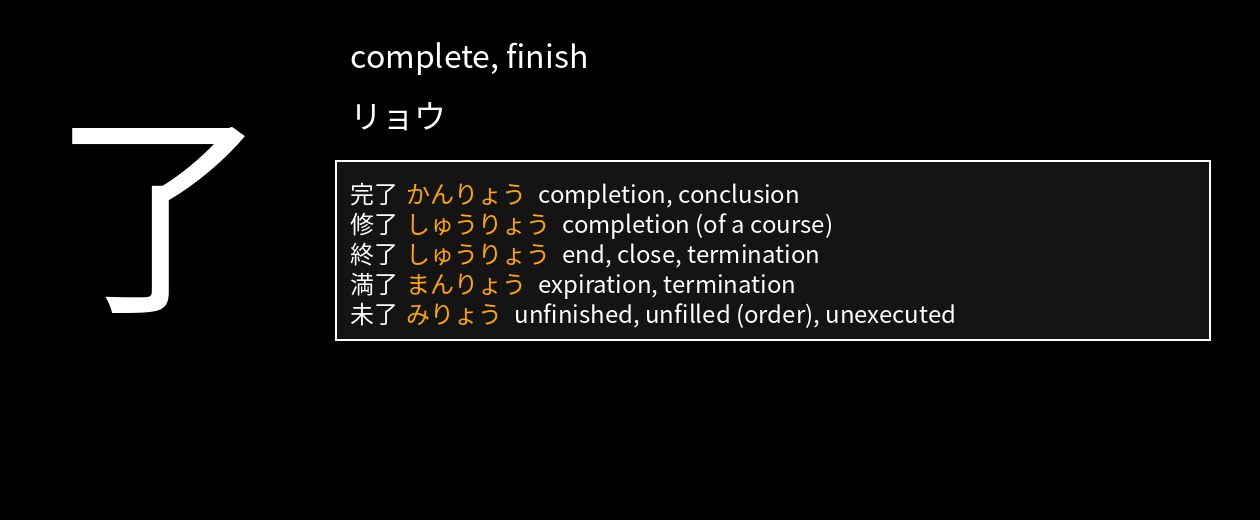 了
complete, finish
リョウ
完了 かんりょう completion, conclusion
修了 しゅうりょう completion (of a course)
終了 しゅうりょう end, close, termination
満了 まんりょう expiration, termination
未了 みりょう unfinished, unfilled (order), unexecuted